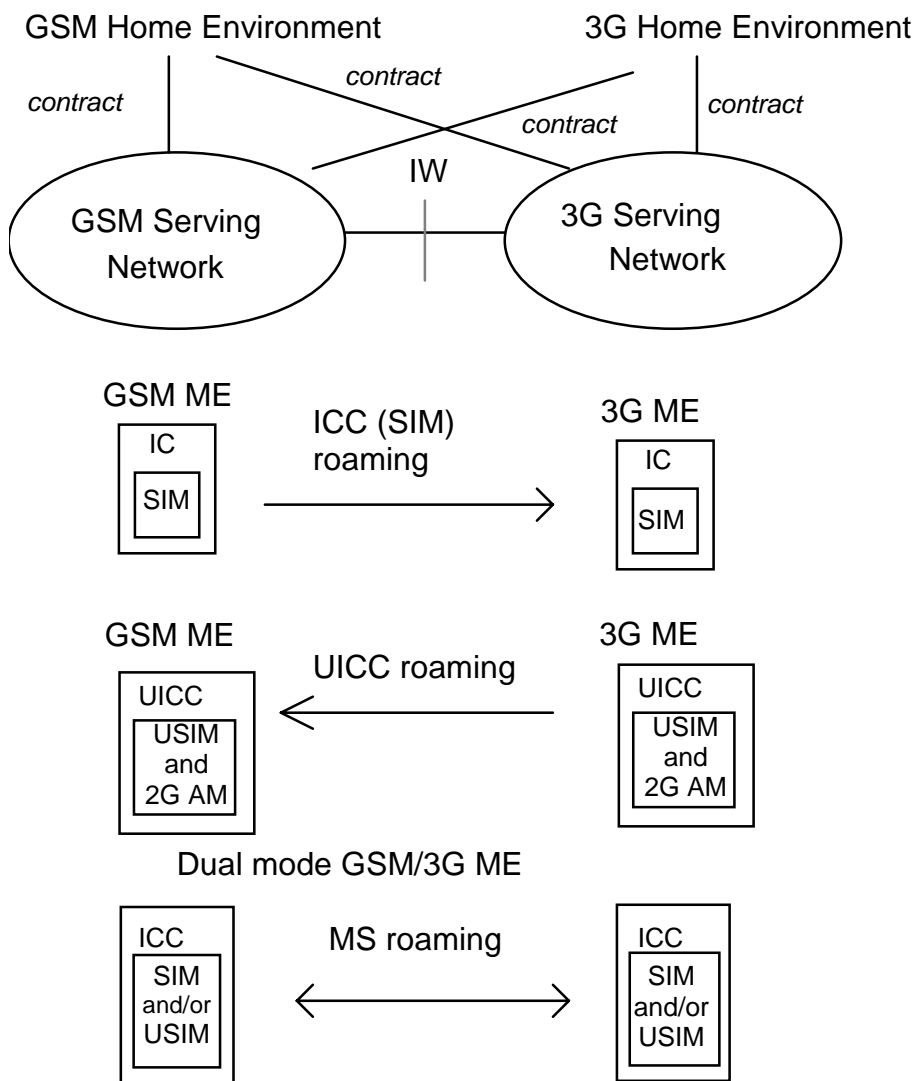 GSM Home Environment
3G Home Environment
contract
contract
contract
contract
IW
GSM Serving
Network
3G Serving
Network
GSM ME
IC
SIM
ICC (SIM)
roaming
3G ME
IC
SIM
GSM ME
UICC
USIM
and
2G AM
UICC roaming
3G ME
UICC
USIM
and
2G AM
Dual mode GSM/3G ME
ICC
SIM
and/or
USIM
MS roaming
ICC
SIM
and/or
USIM